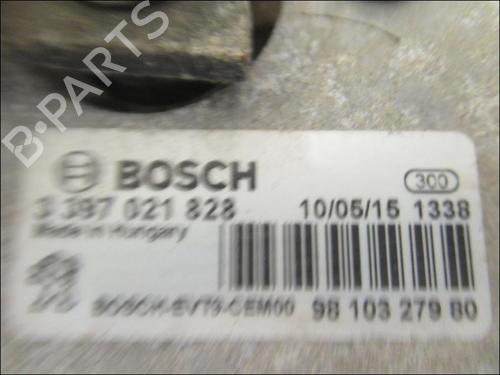 B-PARTS
BOSCH
300
3 397 021 828
10/05/15 1338
Made in Hungary
BOSCH-EV79-CEM00
98 103 279 80